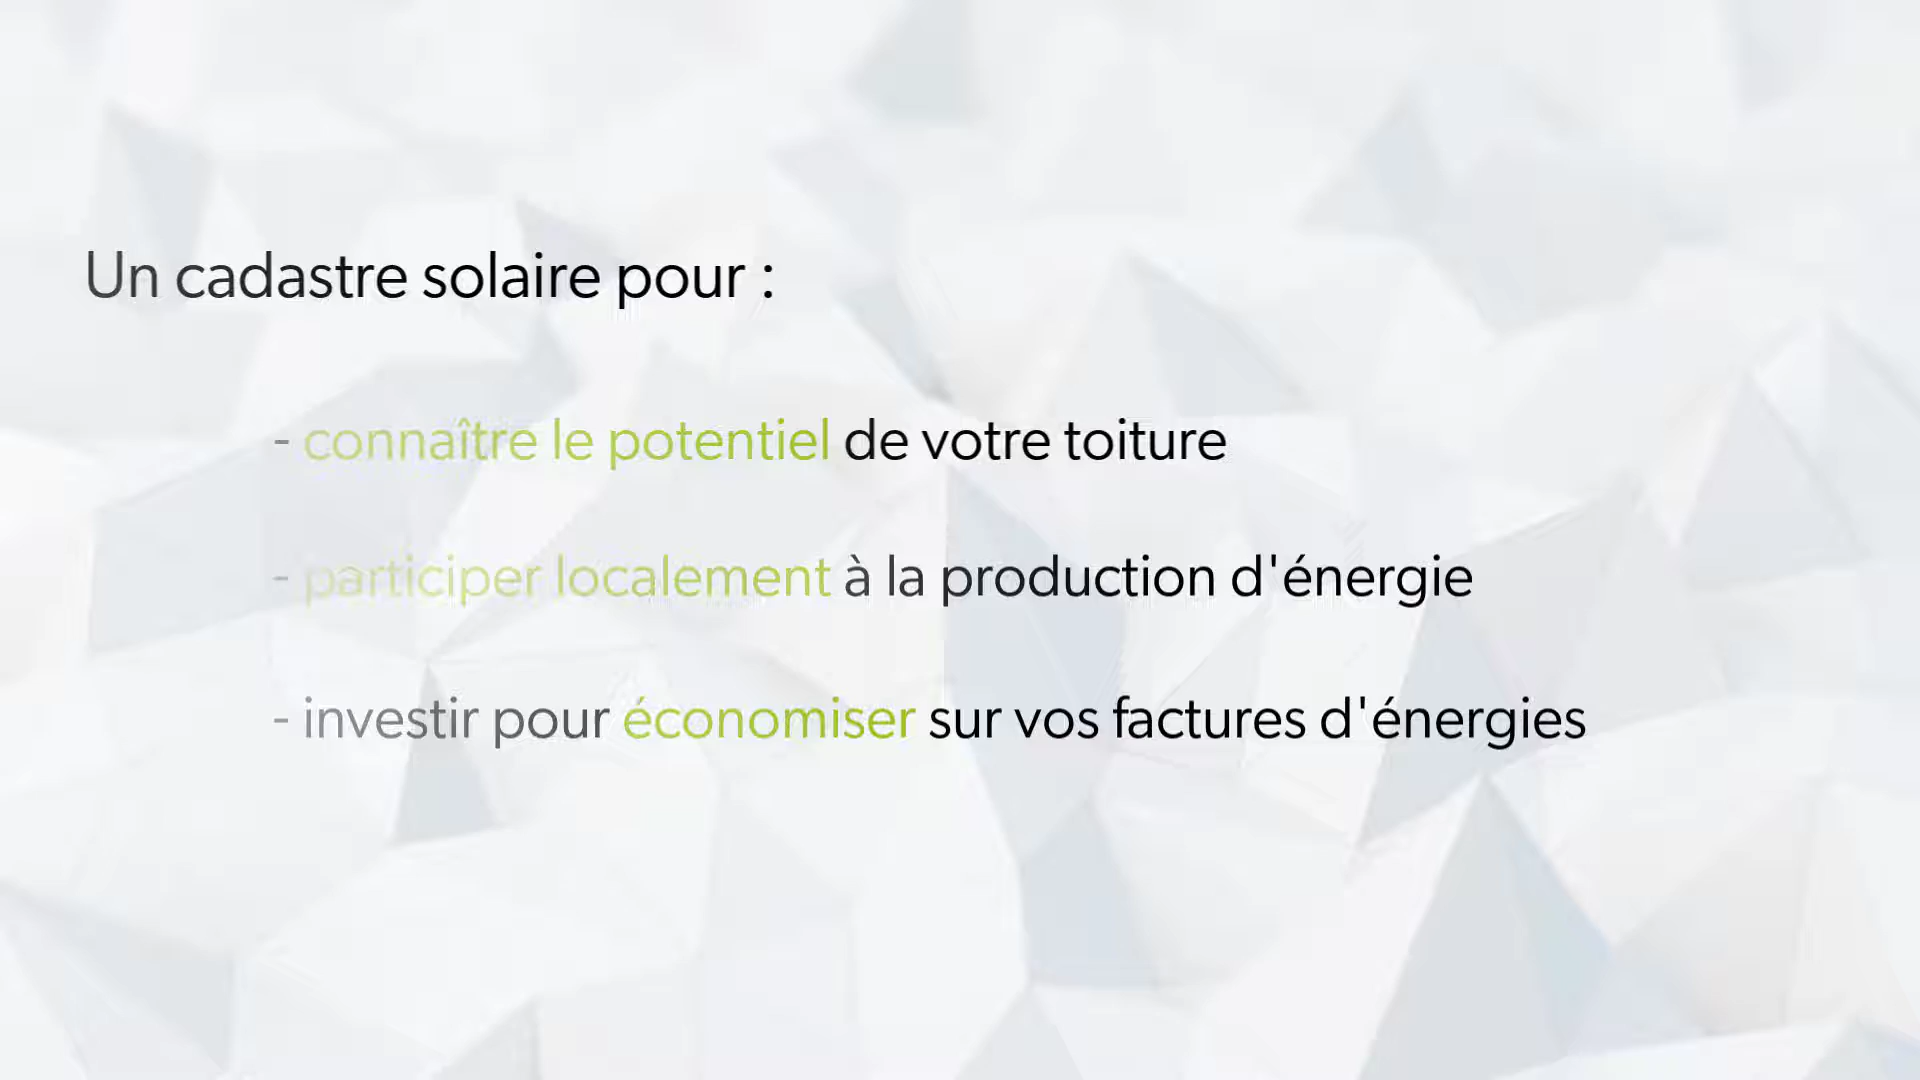 Un cadastre solaire pour :
- connaître le potentiel de votre toiture
- participer localement à la production d'énergie
- investir pour économiser sur vos factures d'énergies